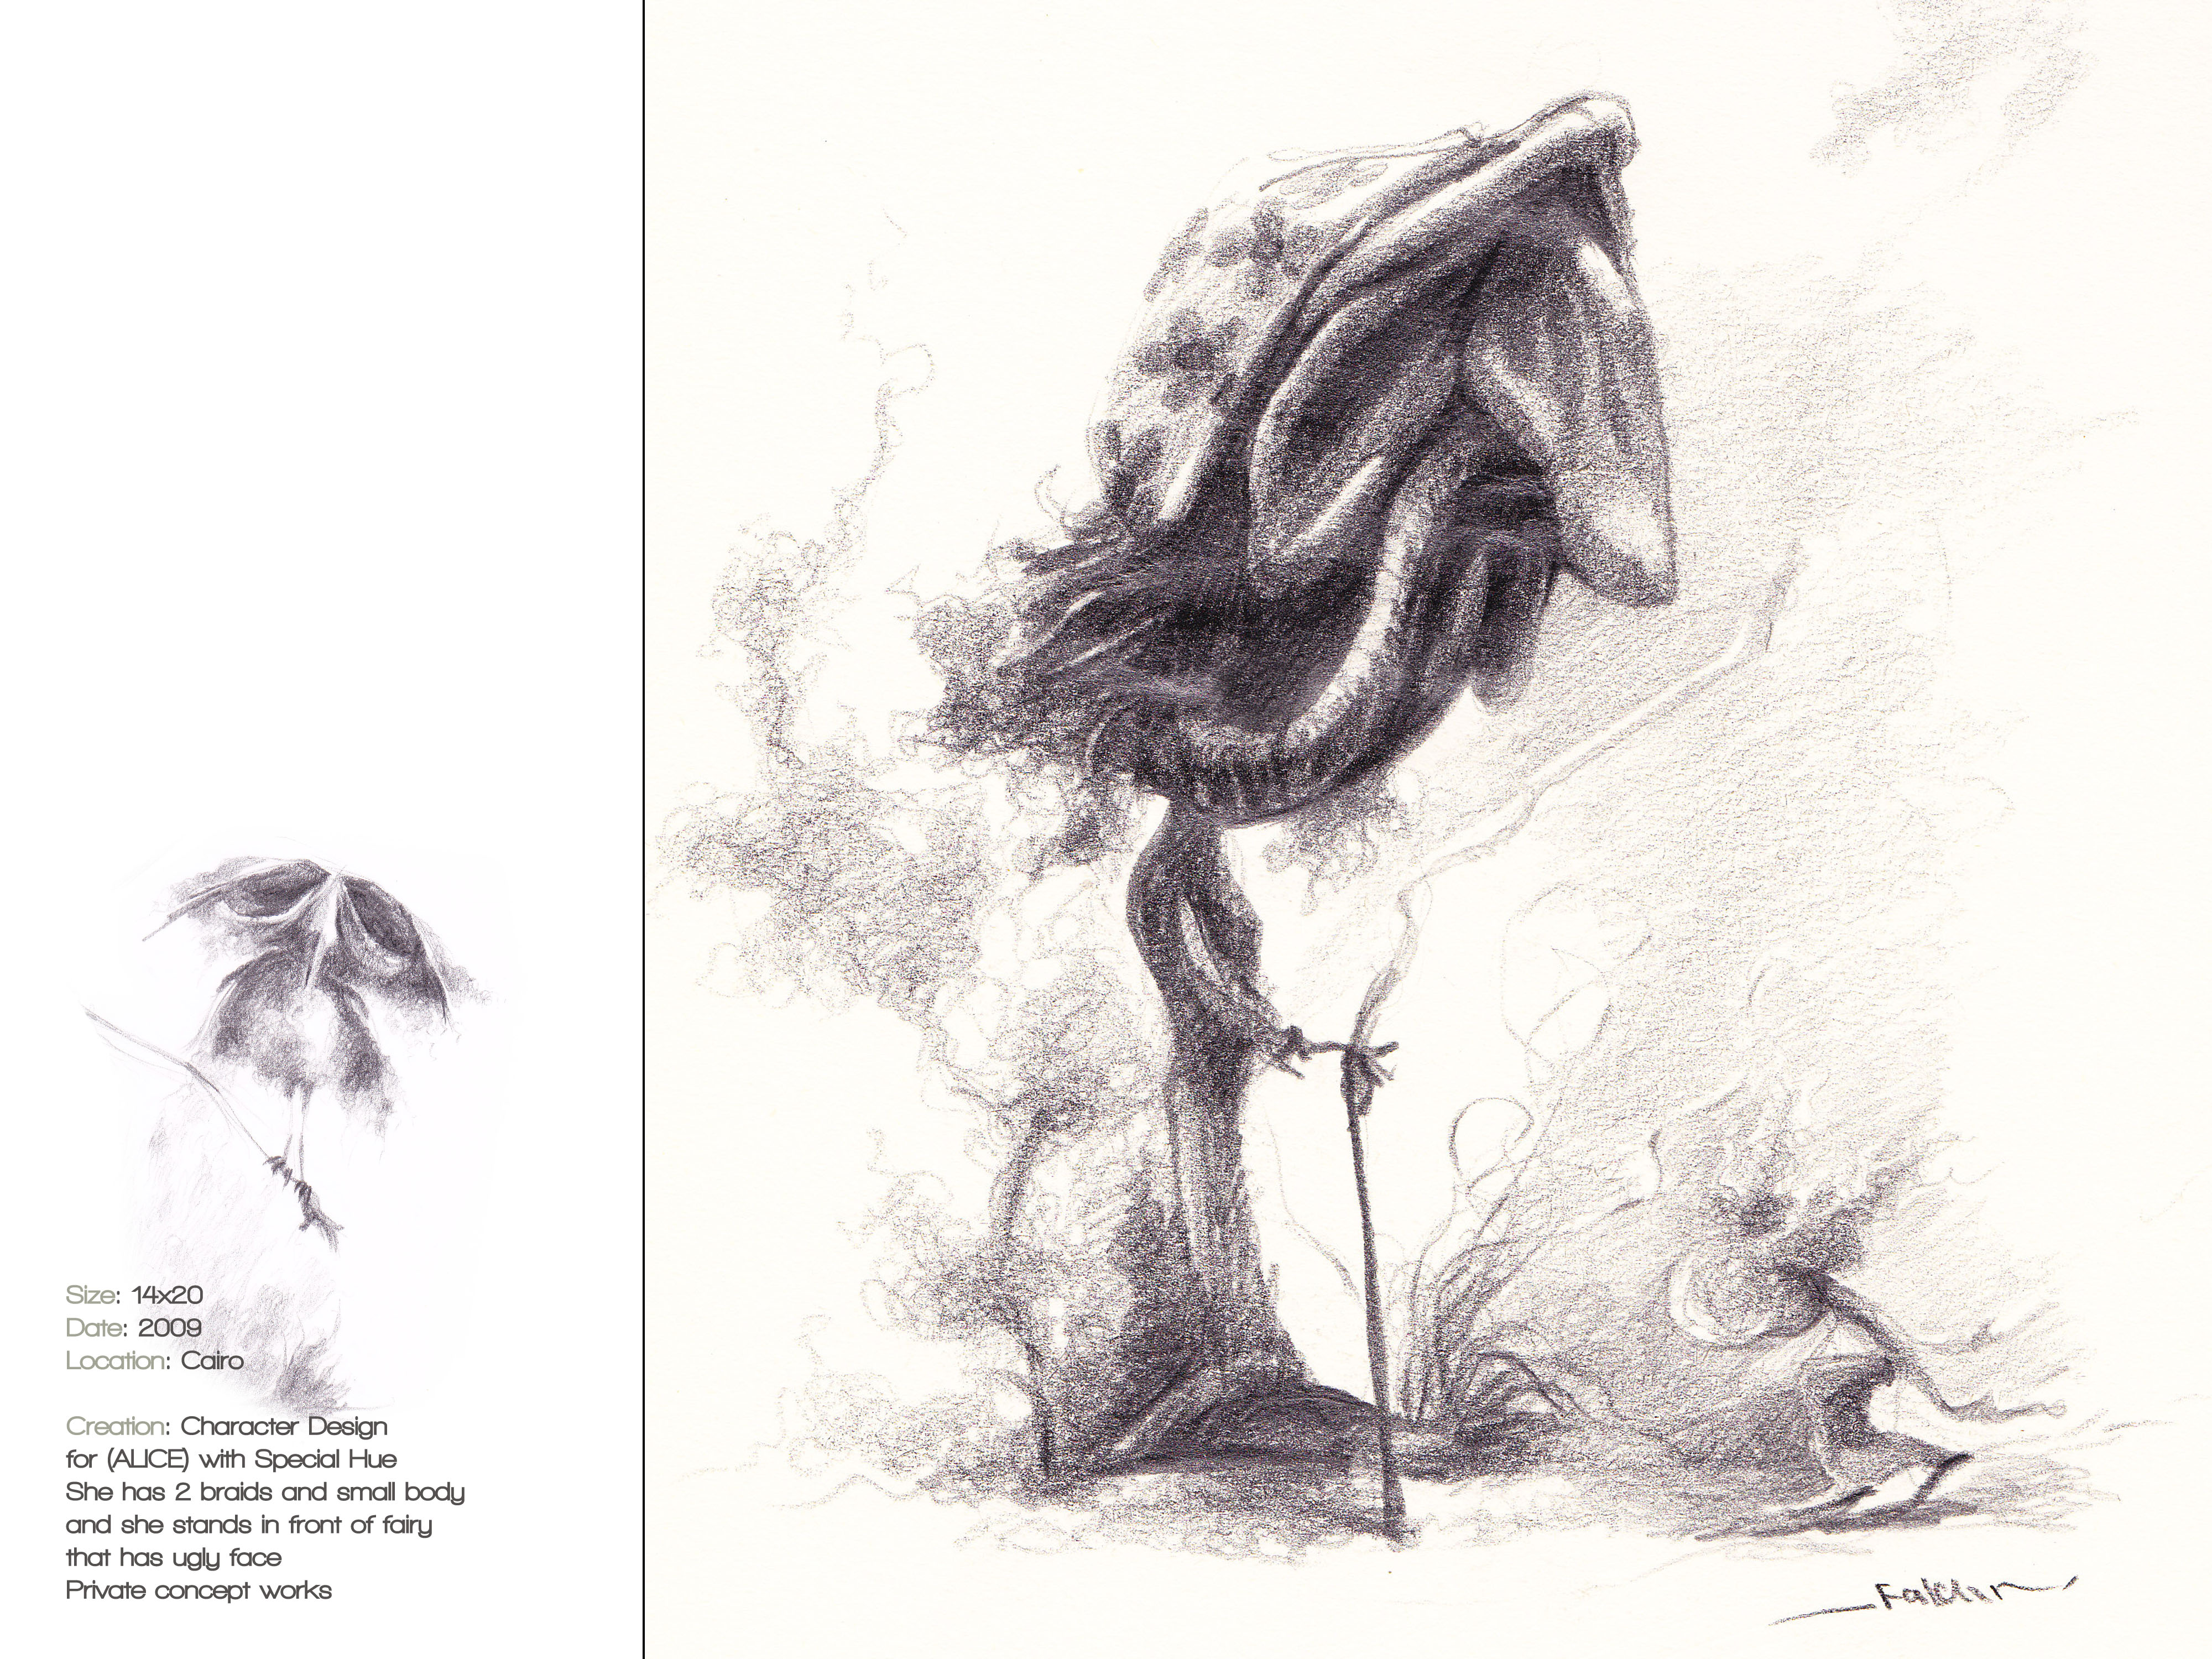 Size: 14x20
Date: 2009
Location: Cairo
Creation: Character Design
for (ALICE) with Special Hue
She has 2 braids and small body
and she stands in front of fairy
that has ugly face
Private concept works